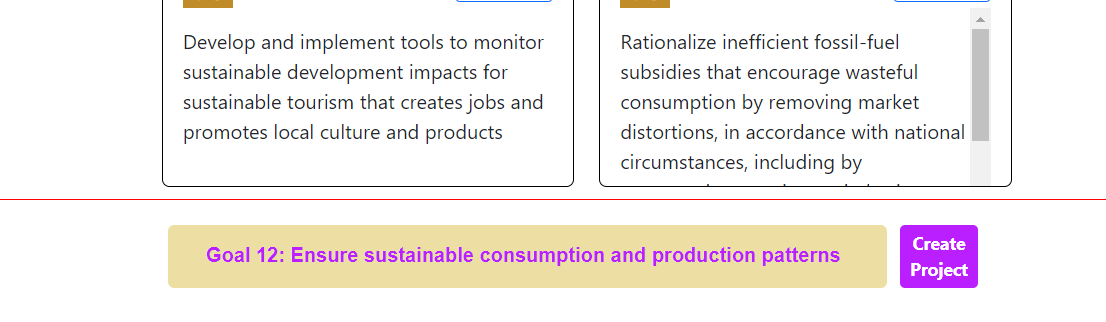 Develop and implement tools to monitor
sustainable development impacts for
sustainable tourism that creates jobs and
promotes local culture and products
Rationalize inefficient fossil-fuel
subsidies that encourage wasteful
consumption by removing market
distortions, in accordance with national
circumstances, including by
Goal 12: Ensure sustainable consumption and production patterns
Create
Project